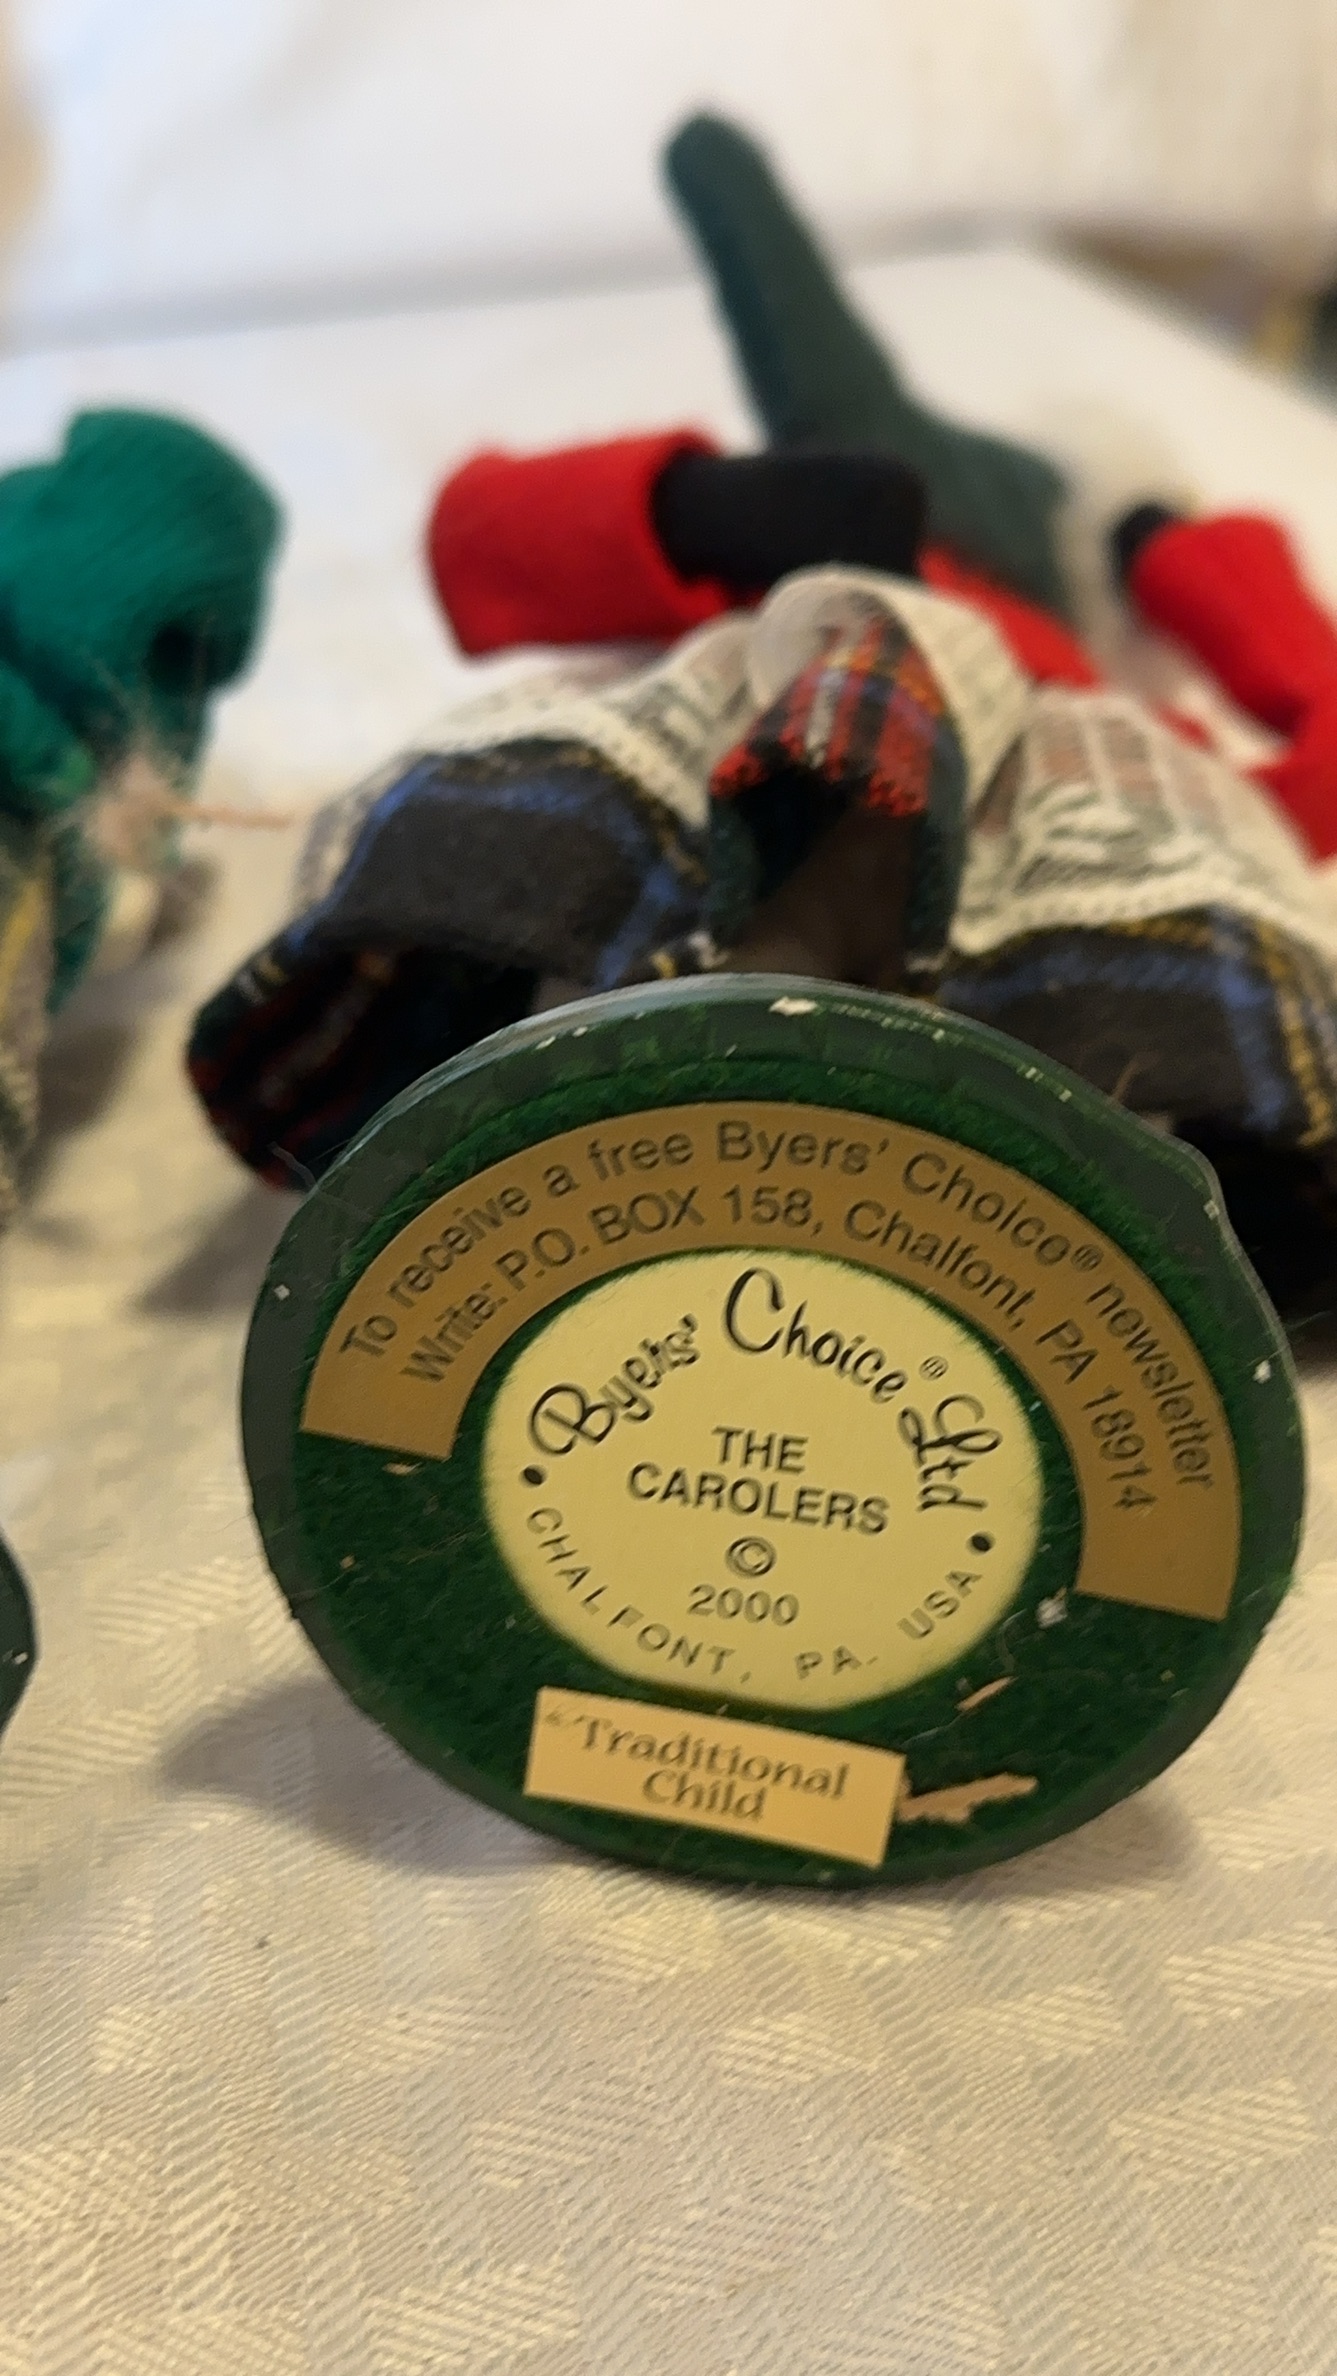 To receive a free Byers' Choice® newsletter
Write: P.O. BOX 158, Chalfont, PA 18914
Byers' Choice® Ltd
THE
CAROLERS
©
2000
• CHALFONT, PA. USA •
Traditional
Child